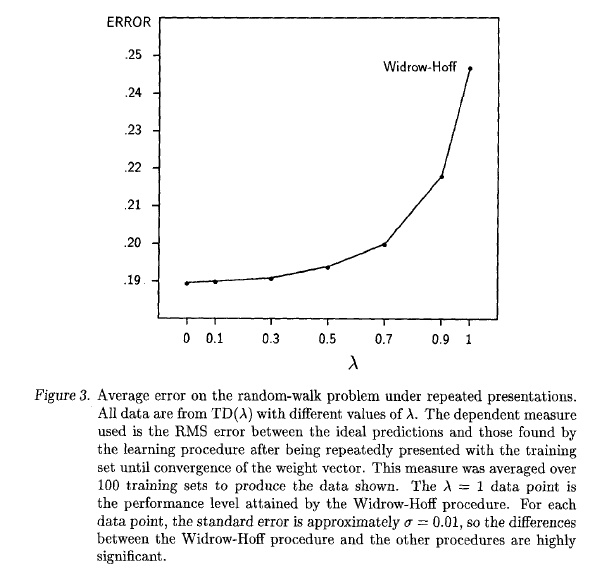 ERROR
.25
Widrow-Hoff
.24
.23
.22
.21
.20
.19
0 0.1 0.3 0.5 0.7 0.9 1
λ
Figure 3. Average error on the random-walk problem under repeated presentations.
All data are from TD(λ) with different values of λ. The dependent measure
used is the RMS error between the ideal predictions and those found by
the learning procedure after being repeatedly presented with the training
set until convergence of the weight vector. This measure was averaged over
100 training sets to produce the data shown. The λ = 1 data point is
the performance level attained by the Widrow-Hoff procedure. For each
data point, the standard error is approximately σ = 0.01, so the differences
between the Widrow-Hoff procedure and the other procedures are highly
significant.